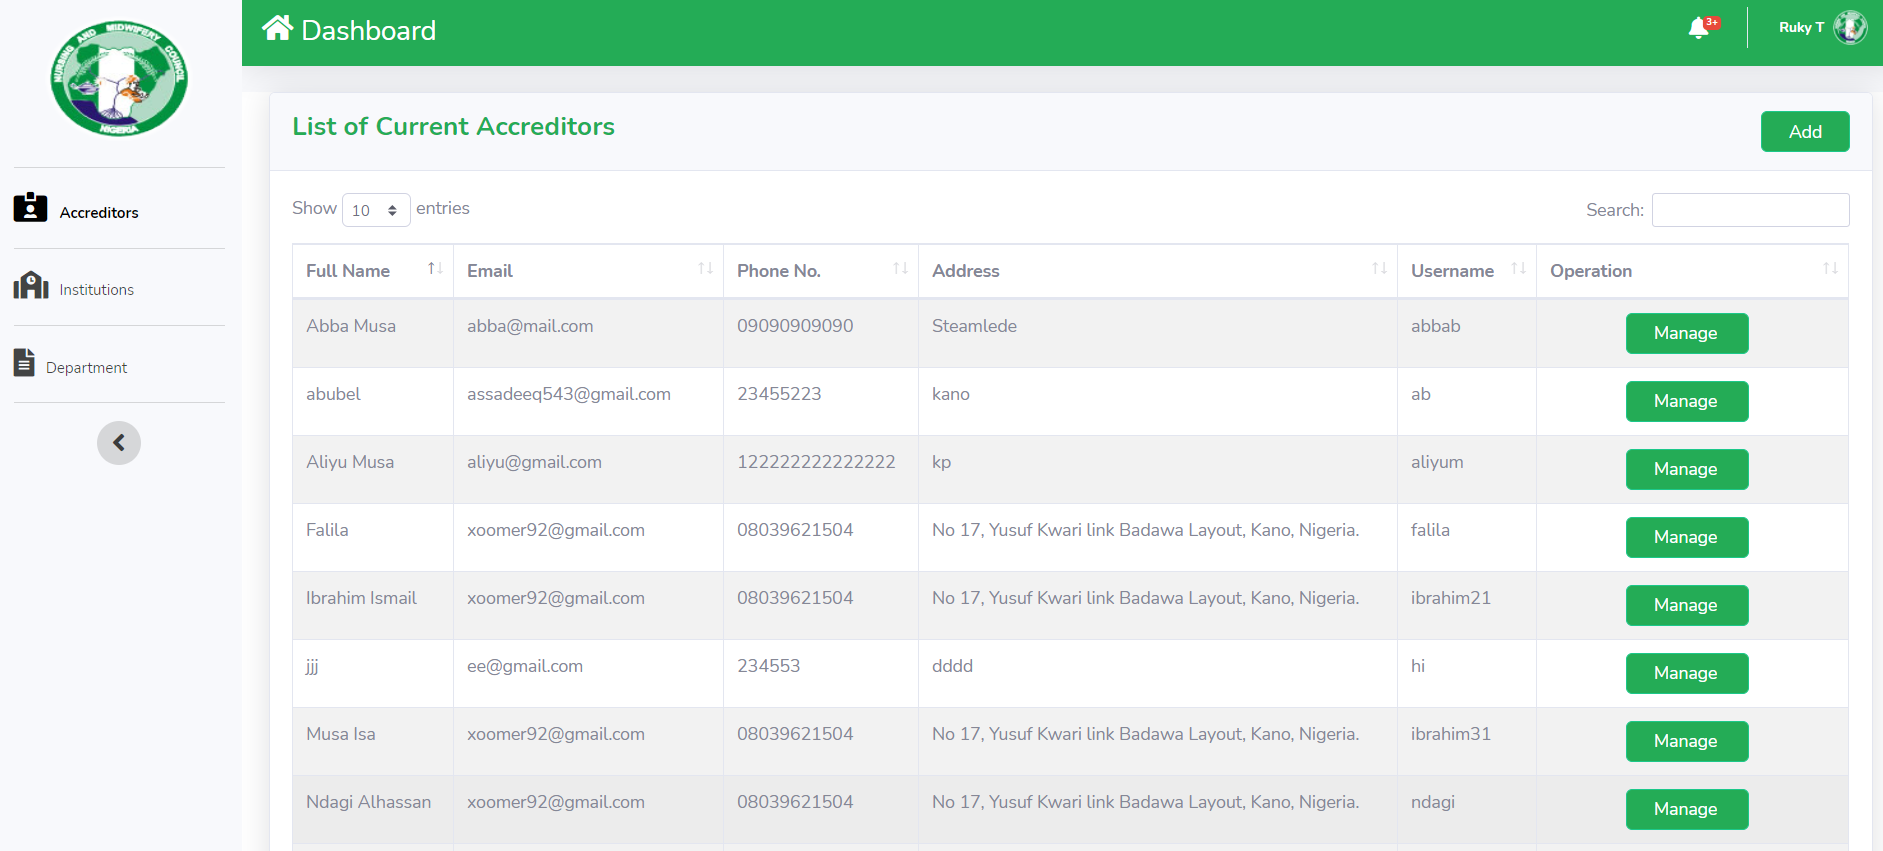 NURSING AND MIDWIFERY COUNCIL
NIGERIA
Dashboard
3+
Ruky T
Accreditors
Institutions
Department
List of Current Accreditors
Add
Show 10 entries
Search:
Full Name Email Phone No. Address Username Operation
Abba Musa abba@mail.com 09090909090 Steamlede abbab Manage
abubel assadeeq543@gmail.com 23455223 kano ab Manage
Aliyu Musa aliyu@gmail.com 122222222222222 kp aliyum Manage
Falila xoomer92@gmail.com 08039621504 No 17, Yusuf Kwari link Badawa Layout, Kano, Nigeria. falila Manage
Ibrahim Ismail xoomer92@gmail.com 08039621504 No 17, Yusuf Kwari link Badawa Layout, Kano, Nigeria. ibrahim21 Manage
jjj ee@gmail.com 234553 dddd hi Manage
Musa Isa xoomer92@gmail.com 08039621504 No 17, Yusuf Kwari link Badawa Layout, Kano, Nigeria. ibrahim31 Manage
Ndagi Alhassan xoomer92@gmail.com 08039621504 No 17, Yusuf Kwari link Badawa Layout, Kano, Nigeria. ndagi Manage